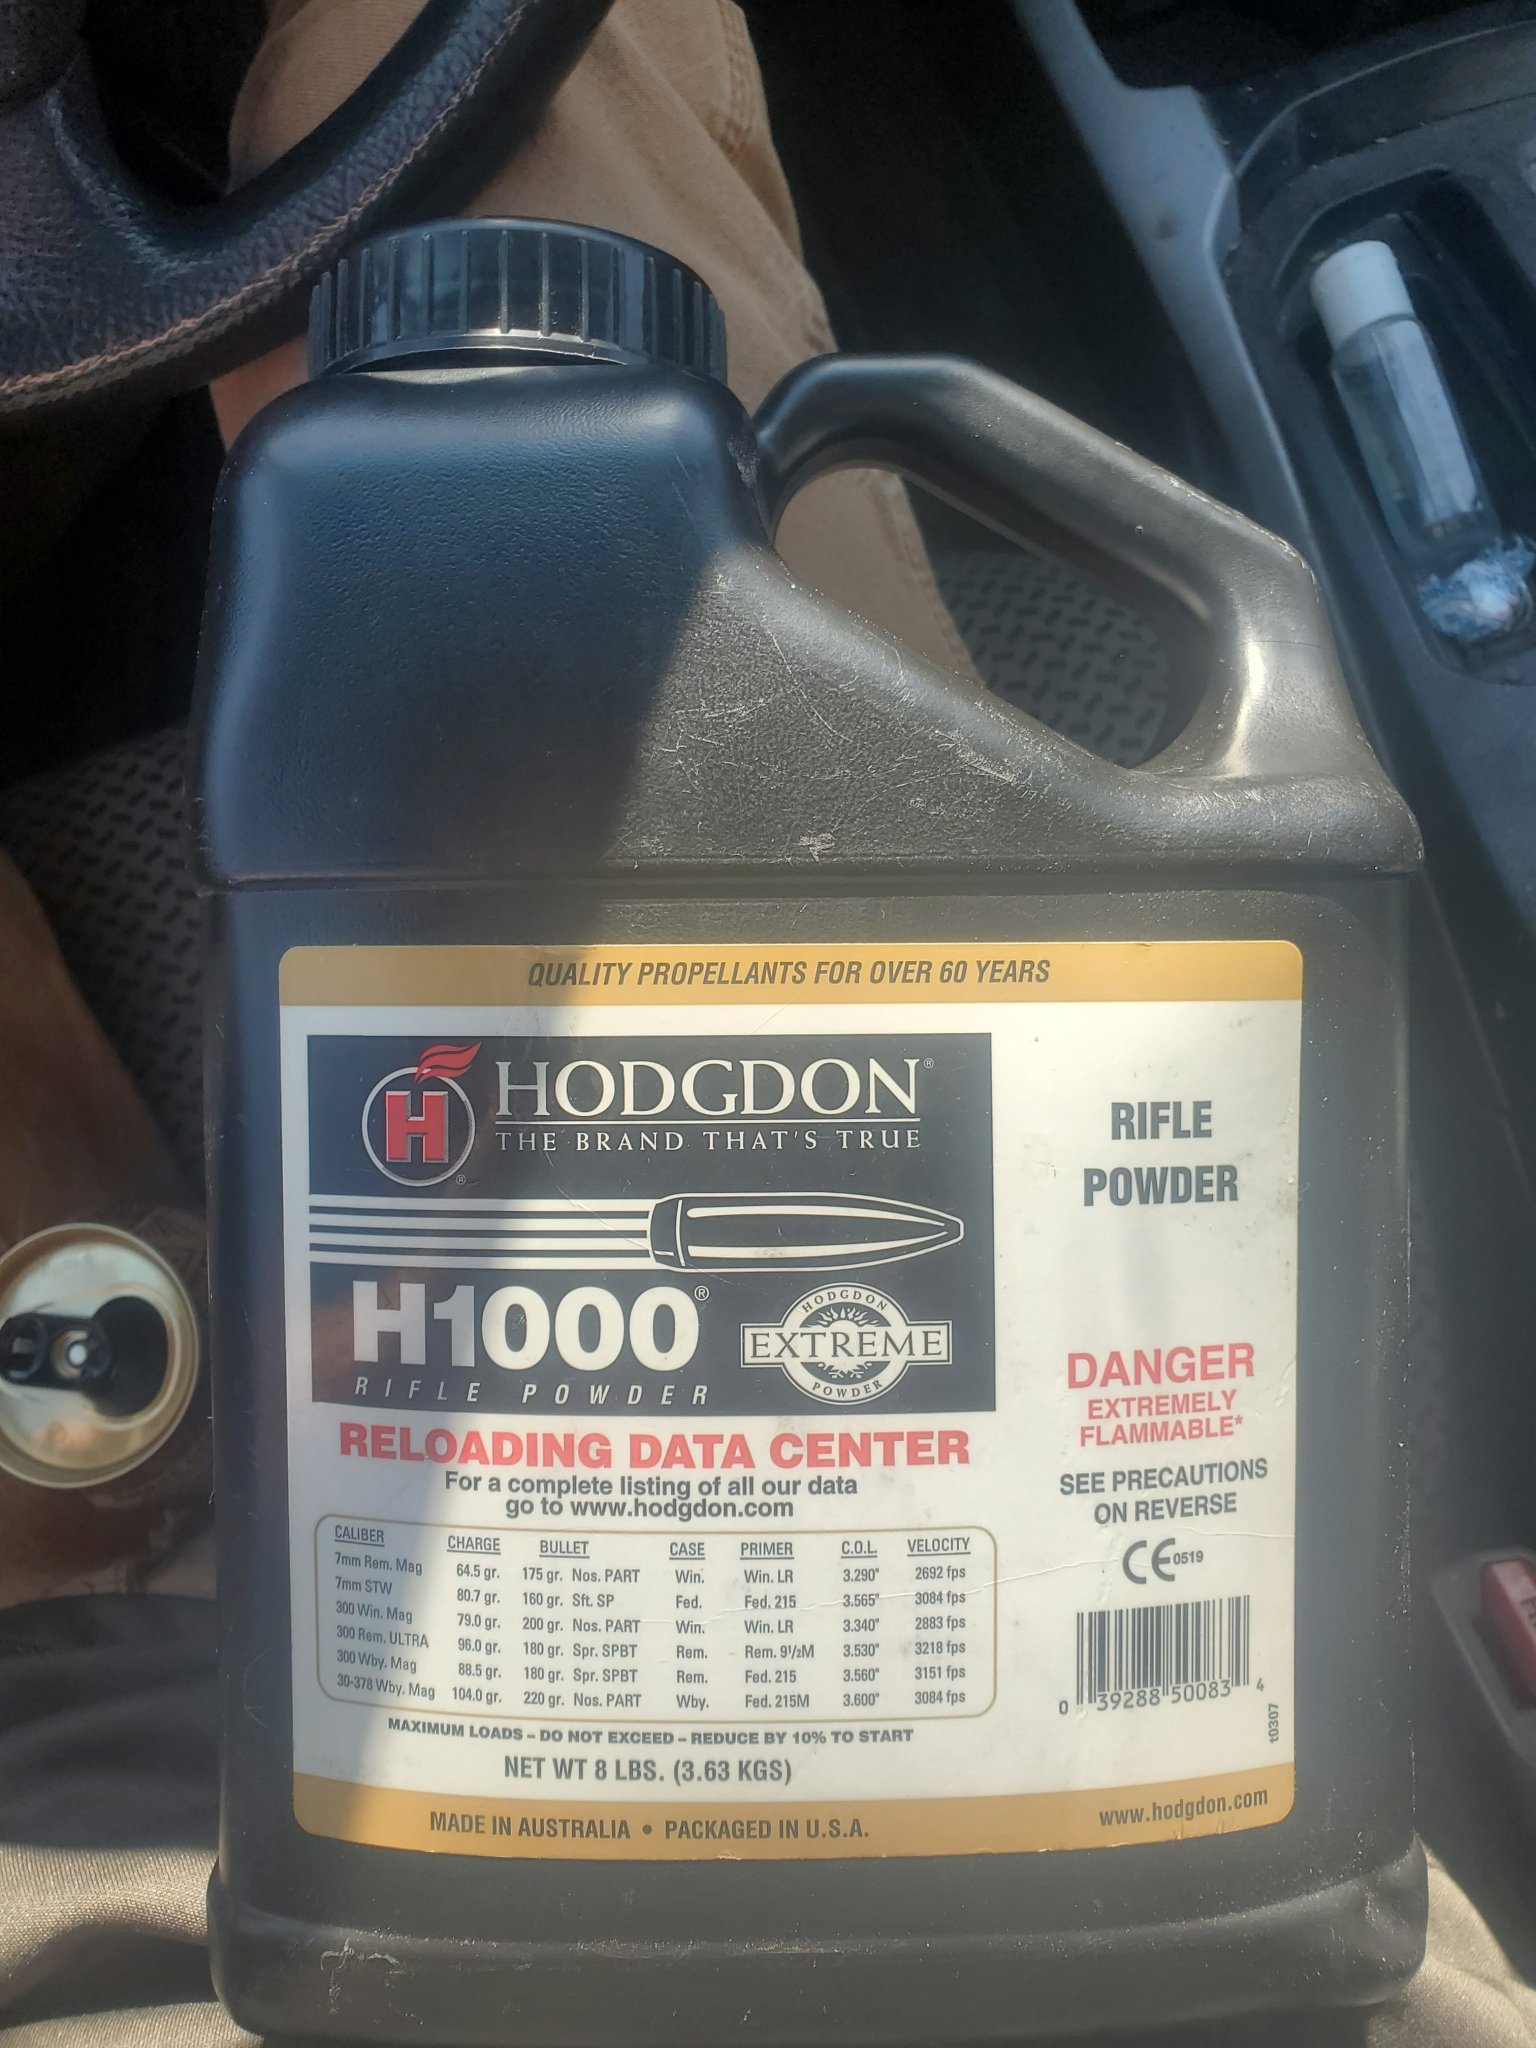 QUALITY PROPELLANTS FOR OVER 60 YEARS
H HODGDON®
THE BRAND THAT'S TRUE
®
H1000®
RIFLE POWDER
HODGDON
EXTREME
POWDER
RIFLE
POWDER
DANGER
EXTREMELY
FLAMMABLE*
SEE PRECAUTIONS
ON REVERSE
CE 0519
RELOADING DATA CENTER
For a complete listing of all our data
go to www.hodgdon.com
CALIBER CHARGE BULLET CASE PRIMER C.O.L. VELOCITY
7mm Rem. Mag 64.5 gr. 175 gr. Nos. PART Win. Win. LR 3.290" 2692 fps
7mm STW 80.7 gr. 160 gr. Sft. SP Fed. Fed. 215 3.565" 3084 fps
300 Win. Mag 79.0 gr. 200 gr. Nos. PART Win. Win. LR 3.340" 2883 fps
300 Rem. ULTRA 96.0 gr. 180 gr. Spr. SPBT Rem. Rem. 9½M 3.530" 3218 fps
300 Wby. Mag 88.5 gr. 180 gr. Spr. SPBT Rem. Fed. 215 3.560" 3151 fps
30-378 Wby. Mag 104.0 gr. 220 gr. Nos. PART Wby. Fed. 215M 3.600" 3084 fps
MAXIMUM LOADS – DO NOT EXCEED – REDUCE BY 10% TO START
NET WT 8 LBS. (3.63 KGS)
0 39288 50083 4
t0307
MADE IN AUSTRALIA • PACKAGED IN U.S.A.
www.hodgdon.com